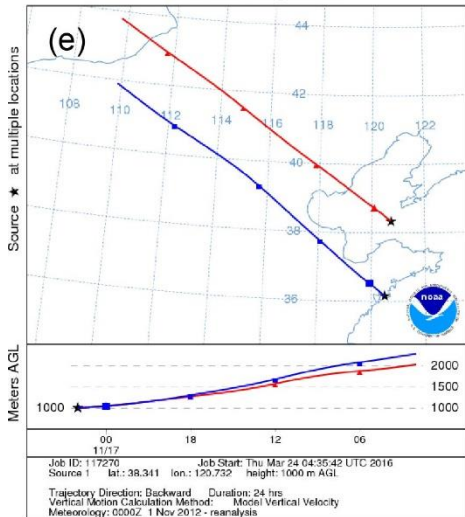 (e)
Source ★ at multiple locations
44
42
40
38
36
108
110
112
114
116
118
120
122
noaa
Meters AGL
1000
2000
1500
1000
00
18
12
06
11/17
Job ID: 117270 Job Start: Thu Mar 24 04:35:42 UTC 2016
Source 1 lat.: 38.341 lon.: 120.732 height: 1000 m AGL
Trajectory Direction: Backward Duration: 24 hrs
Vertical Motion Calculation Method: Model Vertical Velocity
Meteorology: 0000Z 1 Nov 2012 - reanalysis